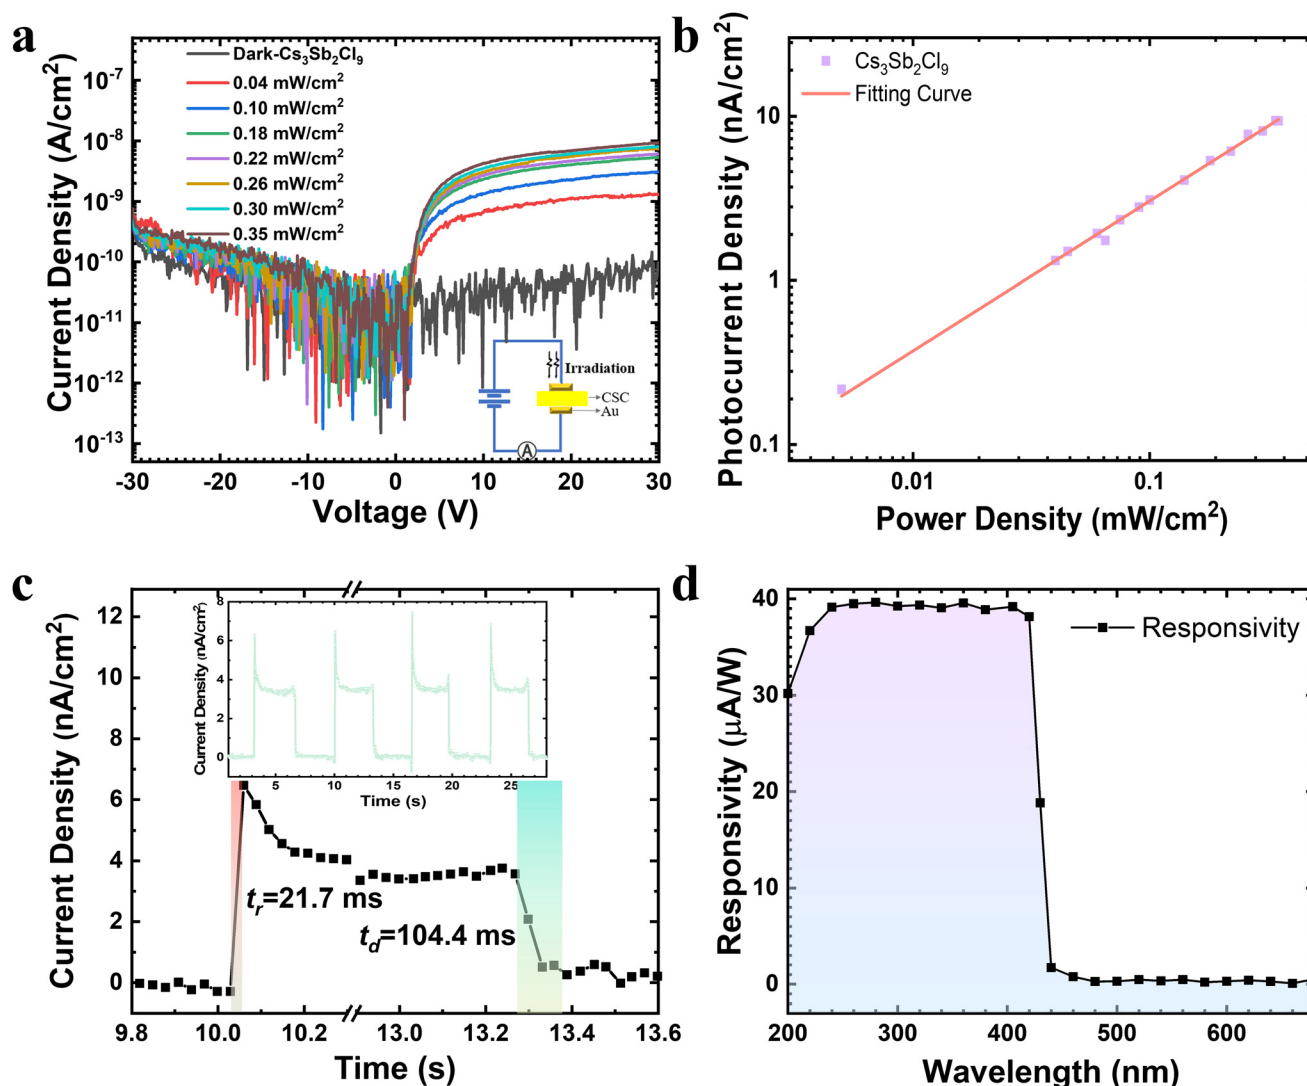 a
Current Density (A/cm²)
10⁻⁷
10⁻⁸
10⁻⁹
10⁻¹⁰
10⁻¹¹
10⁻¹²
10⁻¹³
Dark-Cs₃Sb₂Cl₉
0.04 mW/cm²
0.10 mW/cm²
0.18 mW/cm²
0.22 mW/cm²
0.26 mW/cm²
0.30 mW/cm²
0.35 mW/cm²
Irradiation
CSC
Au
A
-30 -20 -10 0 10 20 30
Voltage (V)
b
Photocurrent Density (nA/cm²)
10
1
0.1
Cs₃Sb₂Cl₉
Fitting Curve
0.01 0.1
Power Density (mW/cm²)
c
Current Density (nA/cm²)
12
10
8
6
4
2
0
Current Density (nA/cm²)
8
6
4
2
0
5 10 15 20 25
Time (s)
tᵣ=21.7 ms
t_d=104.4 ms
9.8 10.0 10.2 13.0 13.2 13.4 13.6
Time (s)
d
Responsivity (μA/W)
40
30
20
10
0
Responsivity
200 300 400 500 600
Wavelength (nm)